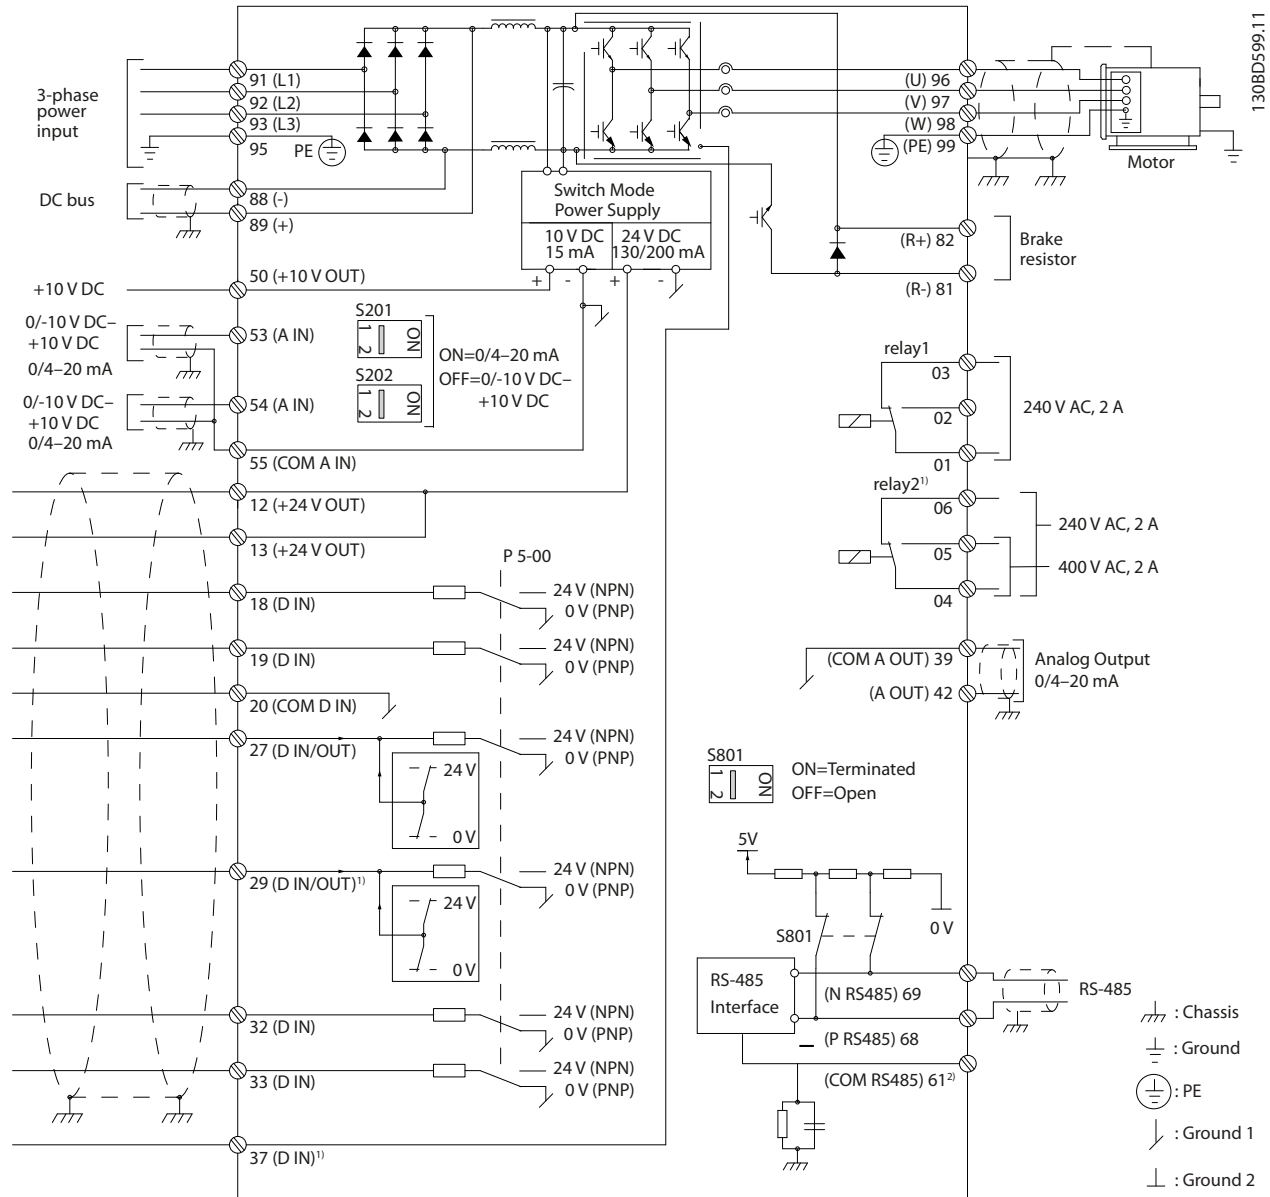 130BD599.11
3-phase
power
input
91 (L1)
92 (L2)
93 (L3)
95
PE
DC bus
88 (-)
89 (+)
+10 V DC
50 (+10 V OUT)
0/-10 V DC–
+10 V DC
0/4–20 mA
53 (A IN)
0/-10 V DC–
+10 V DC
0/4–20 mA
54 (A IN)
55 (COM A IN)
12 (+24 V OUT)
13 (+24 V OUT)
18 (D IN)
19 (D IN)
20 (COM D IN)
27 (D IN/OUT)
24 V
0 V
29 (D IN/OUT)1)
24 V
0 V
32 (D IN)
33 (D IN)
37 (D IN)1)
S201
1
2
ON
S202
1
2
ON
ON=0/4–20 mA
OFF=0/-10 V DC–
+10 V DC
Switch Mode
Power Supply
10 V DC
15 mA
24 V DC
130/200 mA
+
-
+
-
P 5-00
24 V (NPN)
0 V (PNP)
24 V (NPN)
0 V (PNP)
24 V (NPN)
0 V (PNP)
24 V (NPN)
0 V (PNP)
24 V (NPN)
0 V (PNP)
24 V (NPN)
0 V (PNP)
(U) 96
(V) 97
(W) 98
(PE) 99
Motor
(R+) 82
(R-) 81
Brake
resistor
relay1
03
02
01
240 V AC, 2 A
relay21)
06
05
04
240 V AC, 2 A
400 V AC, 2 A
(COM A OUT) 39
(A OUT) 42
Analog Output
0/4–20 mA
S801
1
2
ON
ON=Terminated
OFF=Open
5V
S801
0 V
RS-485
Interface
(N RS485) 69
(P RS485) 68
(COM RS485) 612)
RS-485
: Chassis
: Ground
: PE
: Ground 1
: Ground 2